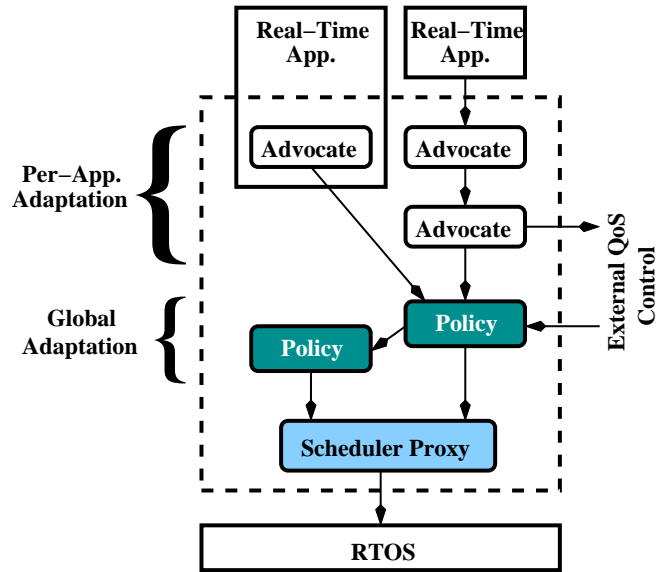 Real−Time
App.
Real−Time
App.
Per−App.
Adaptation
Advocate
Advocate
Advocate
External QoS
Control
Global
Adaptation
Policy
Policy
Scheduler Proxy
RTOS